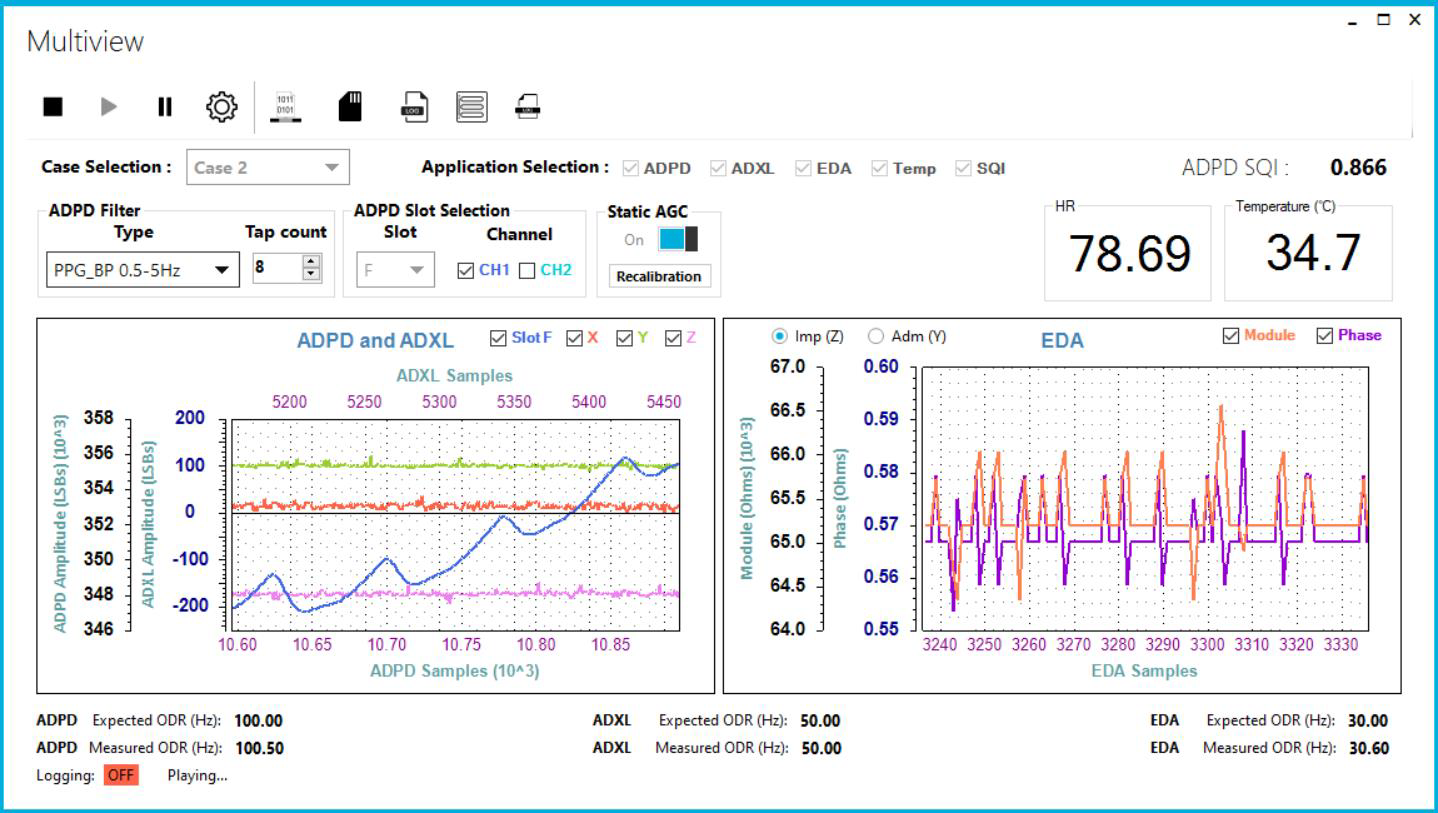 Multiview
1011
0101
LOG
Case Selection : Case 2 Application Selection : ADPD ADXL EDA Temp SQI ADPD SQI : 0.866
ADPD Filter ADPD Slot Selection Static AGC HR Temperature (°C)
Type Tap count Slot Channel On
PPG_BP 0.5-5Hz 8 F CH1 CH2 Recalibration 78.69 34.7
ADPD and ADXL Slot F X Y Z
ADXL Samples
5200 5250 5300 5350 5400 5450
ADPD Amplitude (LSBs) (10^3)
358
356
354
352
350
348
346
ADXL Amplitude (LSBs)
200
100
0
-100
-200
10.60 10.65 10.70 10.75 10.80 10.85
ADPD Samples (10^3)
Imp (Z) Adm (Y) EDA Module Phase
Module (Ohms) (10^3)
67.0
66.5
66.0
65.5
65.0
64.5
64.0
Phase (Ohms)
0.60
0.59
0.58
0.57
0.56
0.55
3240 3250 3260 3270 3280 3290 3300 3310 3320 3330
EDA Samples
ADPD Expected ODR (Hz): 100.00 ADXL Expected ODR (Hz): 50.00 EDA Expected ODR (Hz): 30.00
ADPD Measured ODR (Hz): 100.50 ADXL Measured ODR (Hz): 50.00 EDA Measured ODR (Hz): 30.60
Logging: OFF Playing...